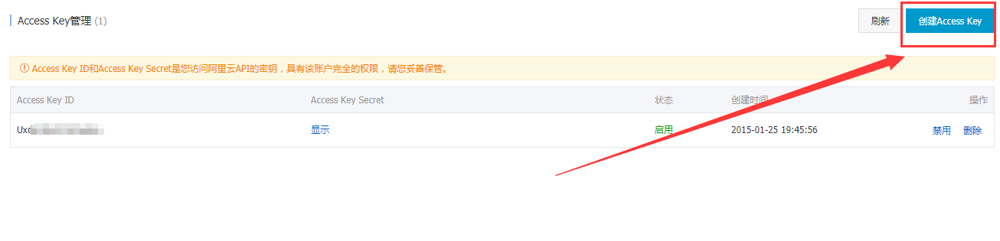 Access Key管理 (1)
刷新
创建Access Key
Access Key ID和Access Key Secret是您访问阿里云API的密钥，具有该账户完全的权限，请您妥善保管。
Access Key ID Access Key Secret 状态 创建时间 操作
显示 启用 2015-01-25 19:45:56 禁用 删除